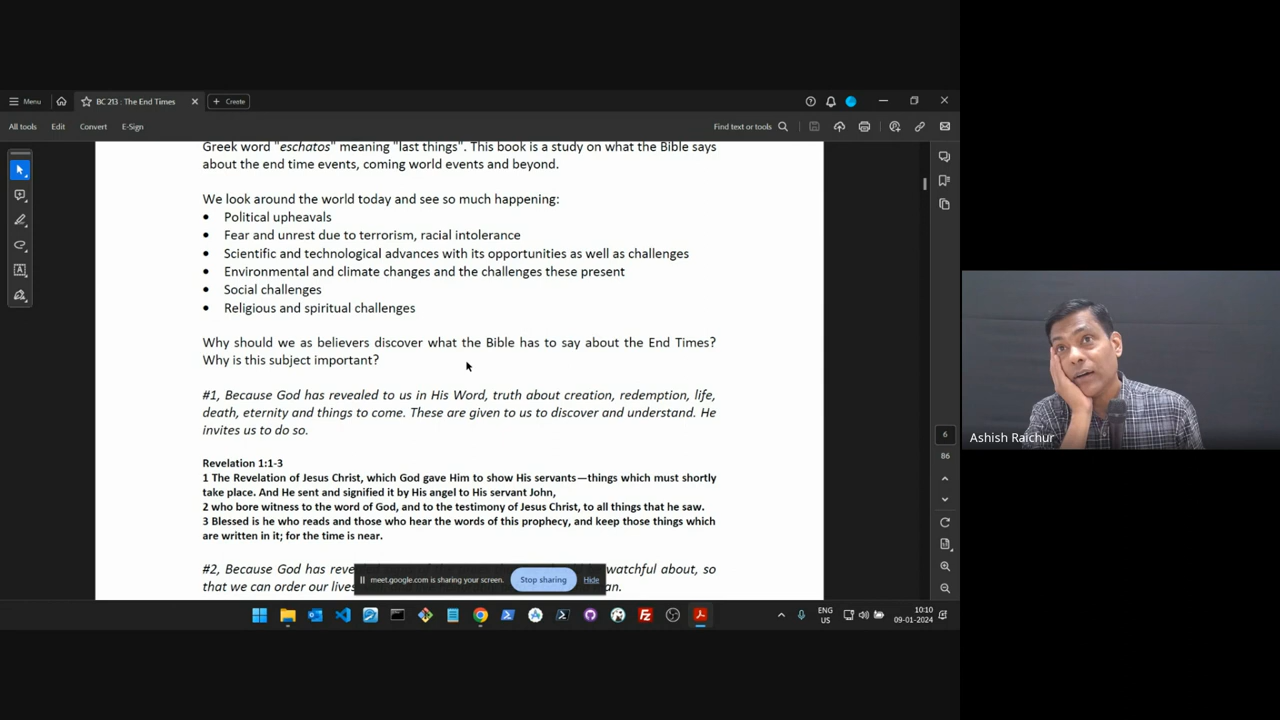 Menu
BC 213 : The End Times
Create
All tools
Edit
Convert
E-Sign
Find text or tools
Greek word "eschatos" meaning "last things". This book is a study on what the Bible says
about the end time events, coming world events and beyond.
We look around the world today and see so much happening:
• Political upheavals
• Fear and unrest due to terrorism, racial intolerance
• Scientific and technological advances with its opportunities as well as challenges
• Environmental and climate changes and the challenges these present
• Social challenges
• Religious and spiritual challenges
Why should we as believers discover what the Bible has to say about the End Times?
Why is this subject important?
#1, Because God has revealed to us in His Word, truth about creation, redemption, life,
death, eternity and things to come. These are given to us to discover and understand. He
invites us to do so.
Revelation 1:1-3
1 The Revelation of Jesus Christ, which God gave Him to show His servants—things which must shortly
take place. And He sent and signified it by His angel to His servant John,
2 who bore witness to the word of God, and to the testimony of Jesus Christ, to all things that he saw.
3 Blessed is he who reads and those who hear the words of this prophecy, and keep those things which
are written in it; for the time is near.
#2, Because God has watchful about, so
that we can order our
meet.google.com is sharing your screen.
Stop sharing
Hide
6
86
Ashish Raichur
ENG
US
10:10
09-01-2024